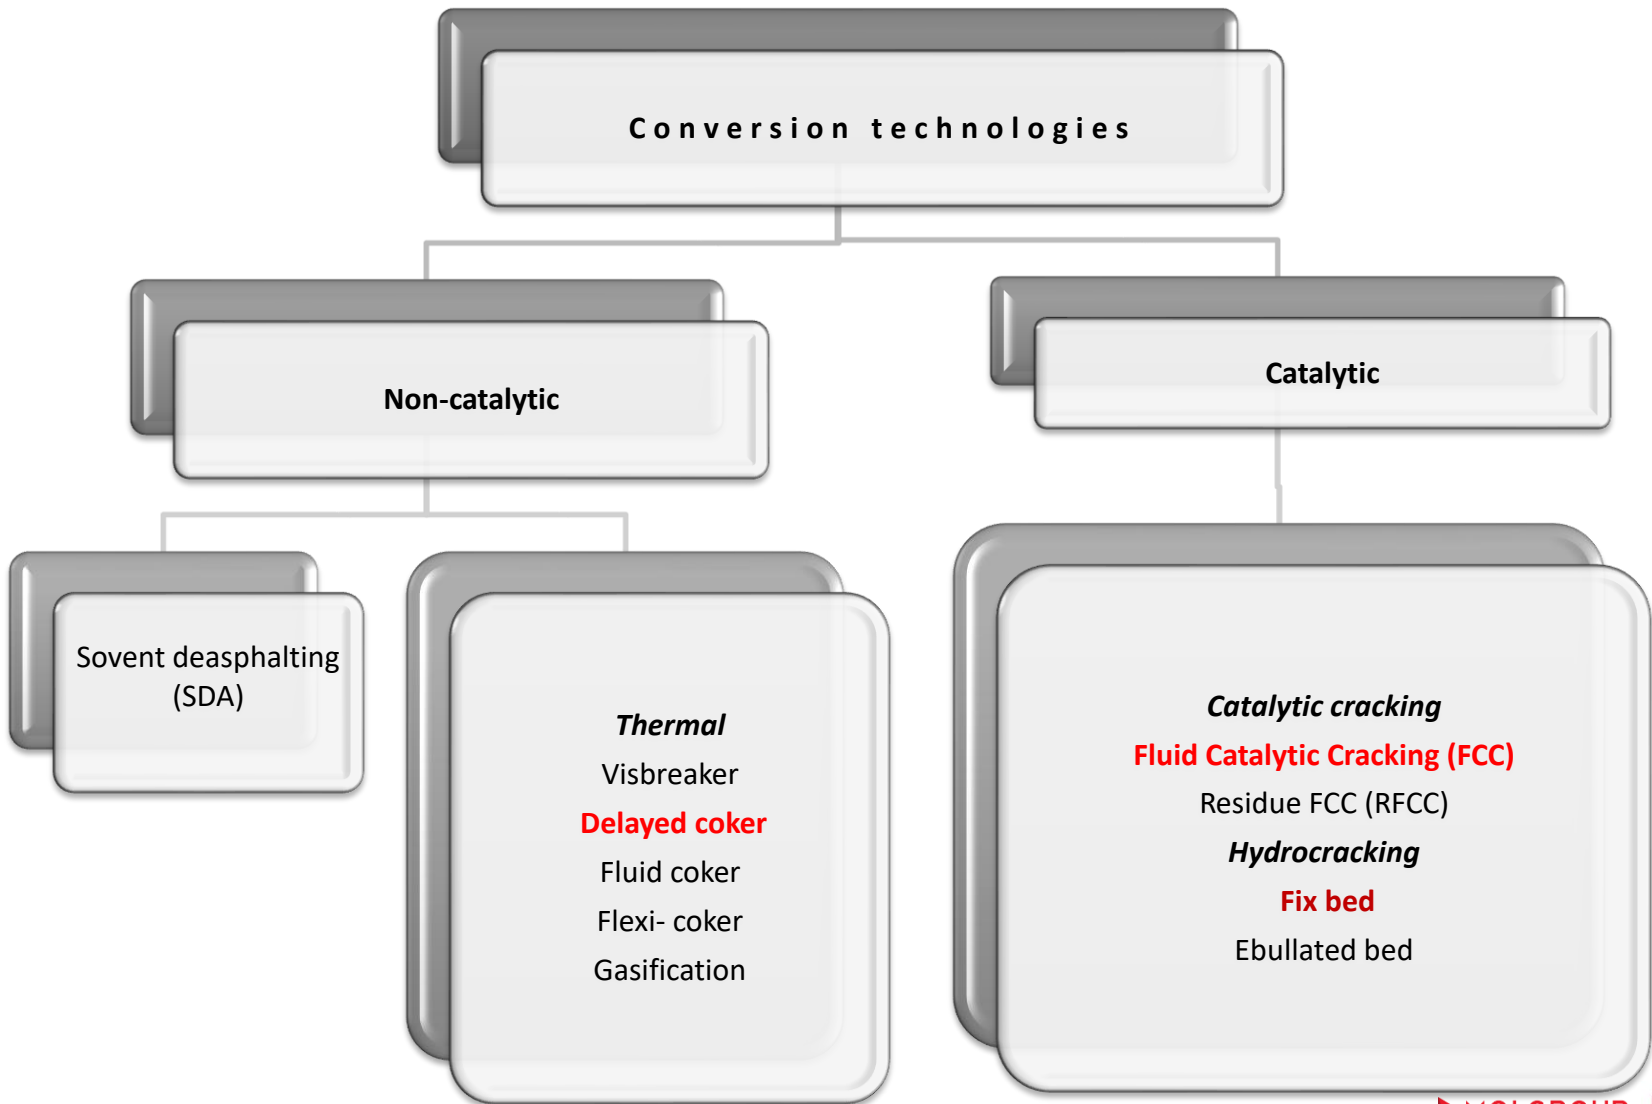 Conversion technologies
Non-catalytic
Catalytic
Sovent deasphalting
(SDA)
Thermal
Visbreaker
Delayed coker
Fluid coker
Flexi- coker
Gasification
Catalytic cracking
Fluid Catalytic Cracking (FCC)
Residue FCC (RFCC)
Hydrocracking
Fix bed
Ebullated bed